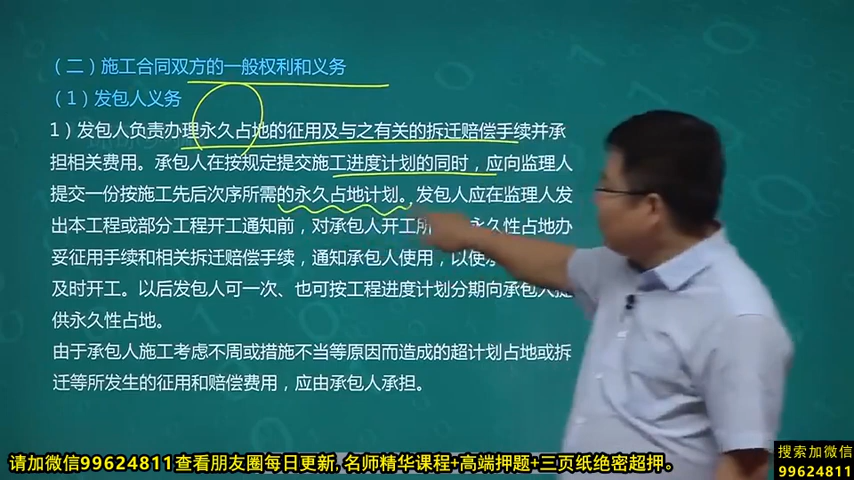 （二）施工合同双方的一般权利和义务
（1）发包人义务
1）发包人负责办理永久占地的征用及与之有关的拆迁赔偿手续并承
担相关费用。承包人在按规定提交施工进度计划的同时，应向监理人
提交一份按施工先后次序所需的永久占地计划。发包人应在监理人发
出本工程或部分工程开工通知前，对承包人开工所 永久性占地办
妥征用手续和相关拆迁赔偿手续，通知承包人使用，以使
及时开工。以后发包人可一次、也可按工程进度计划分期向承包人提
供永久性占地。
由于承包人施工考虑不周或措施不当等原因而造成的超计划占地或拆
迁等所发生的征用和赔偿费用，应由承包人承担。
请加微信99624811查看朋友圈每日更新,名师精华课程+高端押题+三页纸绝密超押。
搜索加微信
99624811